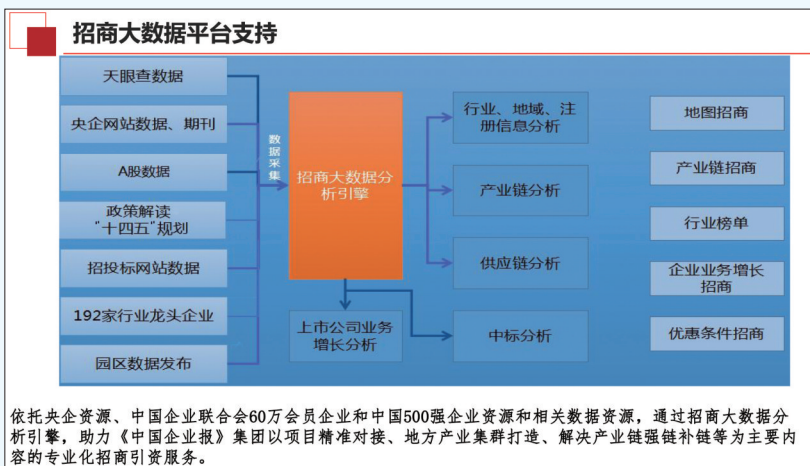 招商大数据平台支持
天眼查数据
央企网站数据、期刊
A股数据
政策解读
“十四五”规划
招投标网站数据
192家行业龙头企业
园区数据发布
数据采集
招商大数据分
析引擎
上市公司业务
增长分析
行业、地域、注
册信息分析
产业链分析
供应链分析
中标分析
地图招商
产业链招商
行业榜单
企业业务增长
招商
优惠条件招商
依托央企资源、中国企业联合会60万会员企业和中国500强企业资源和相关数据资源，通过招商大数据分
析引擎，助力《中国企业报》集团以项目精准对接、地方产业集群打造、解决产业链强链补链等为主要内
容的专业化招商引资服务。